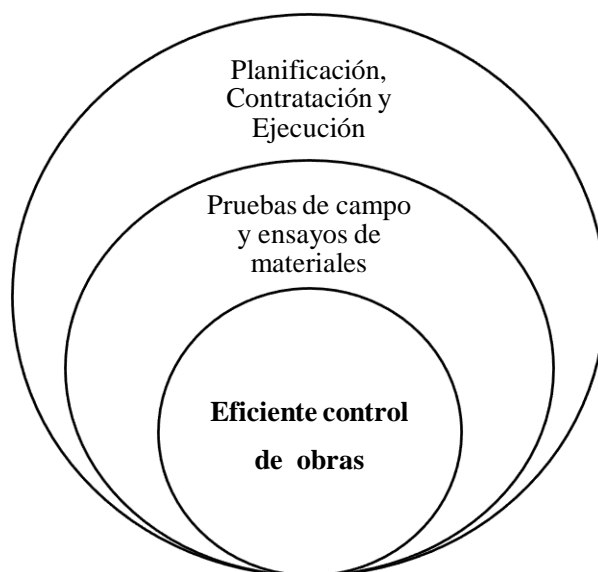 Planificación,
Contratación y
Ejecución
Pruebas de campo
y ensayos de
materiales
Eficiente control
de obras